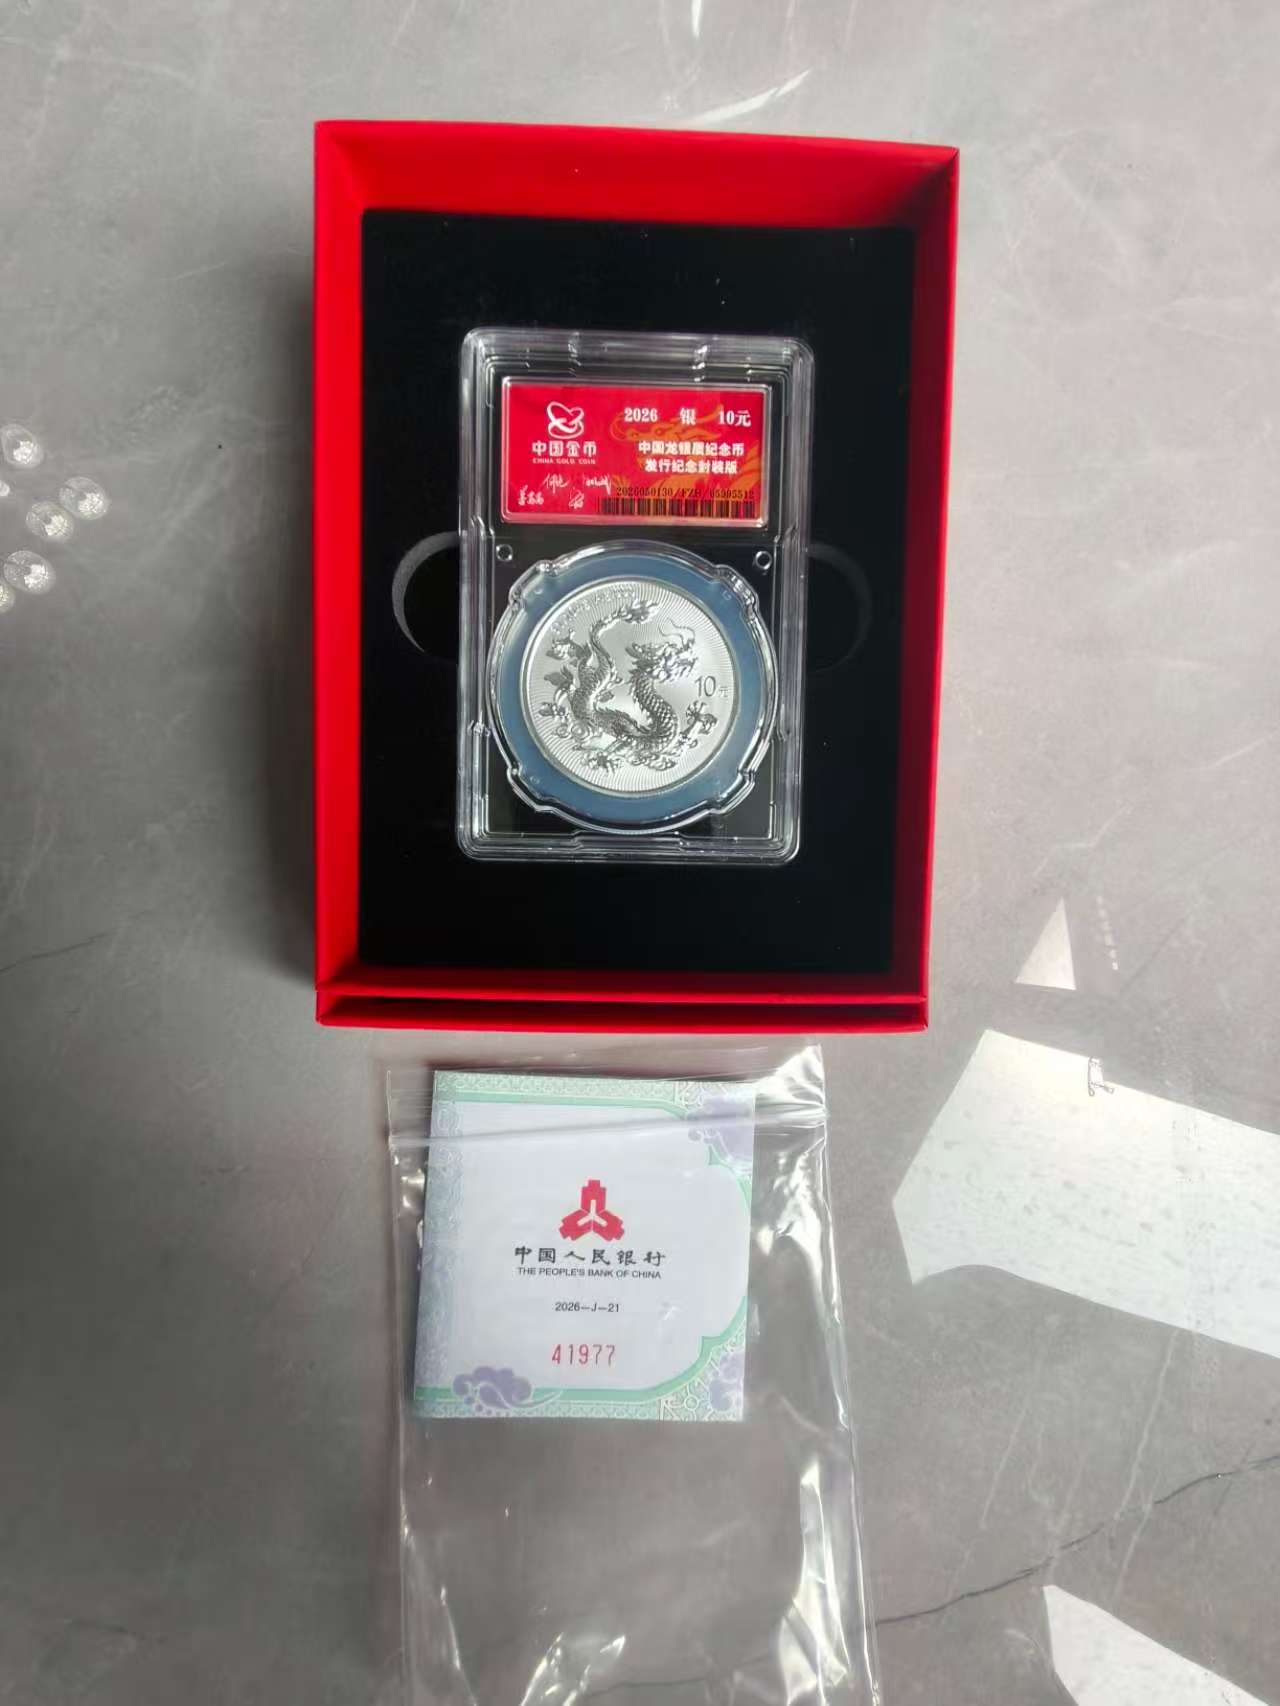 2026 银 10元
中国金币
CHINA GOLD COIN
中国龙银质纪念币
发行纪念封装版
10元
中国人民银行
THE PEOPLE'S BANK OF CHINA
2026-J-21
41977